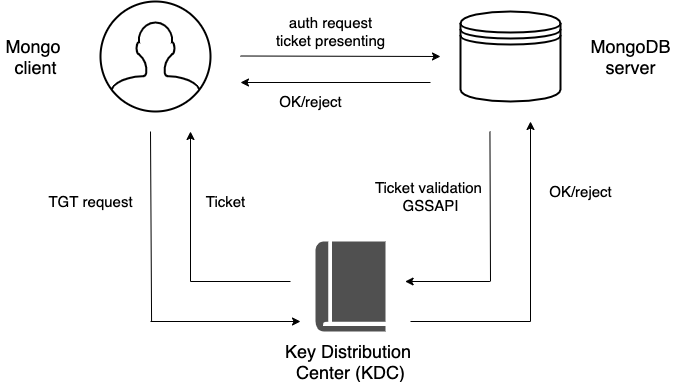 Mongo
client
auth request
ticket presenting
MongoDB
server
OK/reject
TGT request
Ticket
Ticket validation
GSSAPI
OK/reject
Key Distribution
Center (KDC)